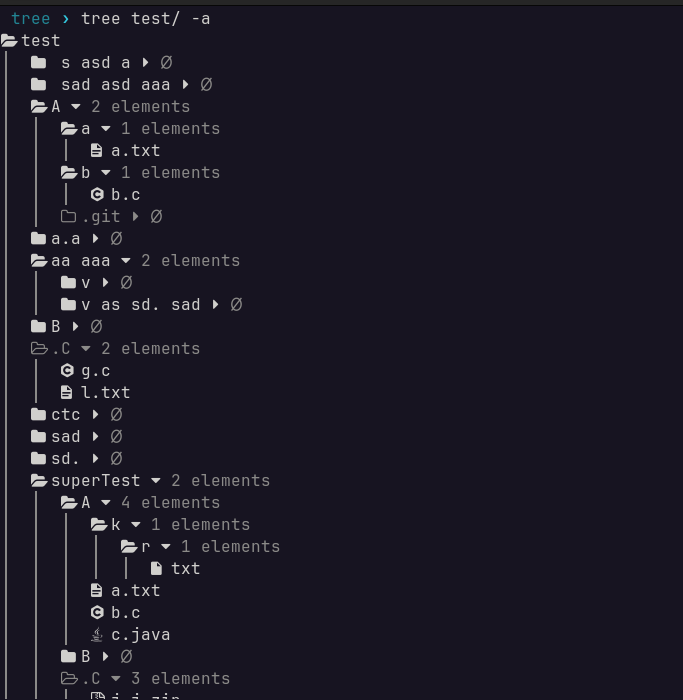 tree › tree test/ -a
test
s asd a ▸ Ø
sad asd aaa ▸ Ø
A ▾ 2 elements
a ▾ 1 elements
a.txt
b ▾ 1 elements
b.c
.git ▸ Ø
a.a ▸ Ø
aa aaa ▾ 2 elements
v ▸ Ø
v as sd. sad ▸ Ø
B ▸ Ø
.C ▾ 2 elements
g.c
l.txt
ctc ▸ Ø
sad ▸ Ø
sd. ▸ Ø
superTest ▾ 2 elements
A ▾ 4 elements
k ▾ 1 elements
r ▾ 1 elements
txt
a.txt
b.c
c.java
B ▸ Ø
.C ▾ 3 elements